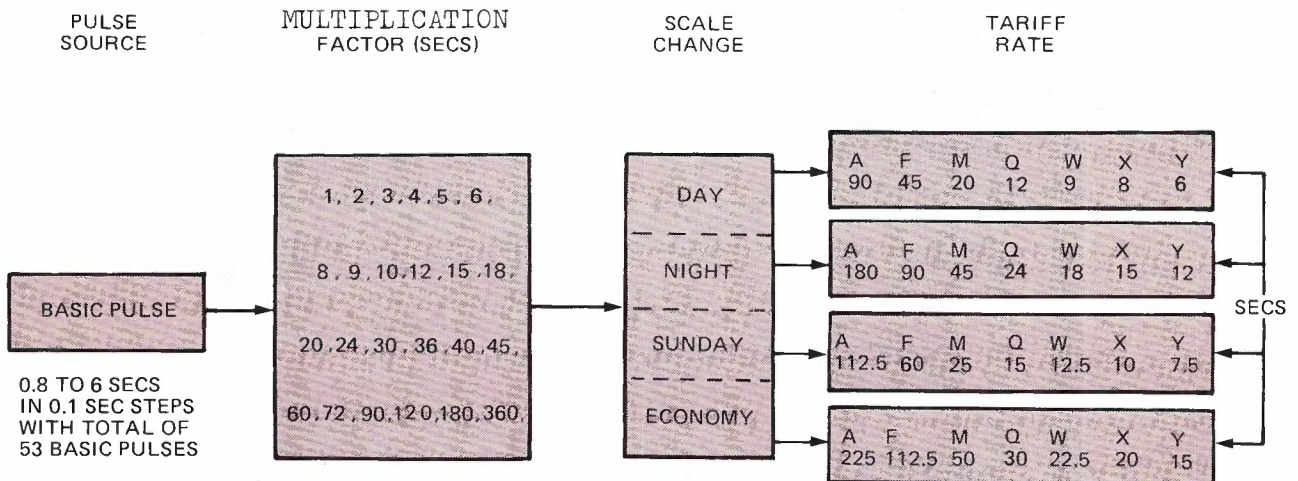 PULSE
SOURCE
MULTIPLICATION
FACTOR (SECS)
SCALE
CHANGE
TARIFF
RATE
BASIC PULSE
0.8 TO 6 SECS
IN 0.1 SEC STEPS
WITH TOTAL OF
53 BASIC PULSES
1, 2, 3, 4, 5, 6,
8, 9, 10, 12, 15, 18,
20, 24, 30, 36, 40, 45,
60, 72, 90, 120, 180, 360,
DAY
NIGHT
SUNDAY
ECONOMY
A F M Q W X Y
90 45 20 12 9 8 6
A F M Q W X Y
180 90 45 24 18 15 12
A F M Q W X Y
112.5 60 25 15 12.5 10 7.5
A F M Q W X Y
225 112.5 50 30 22.5 20 15
SECS